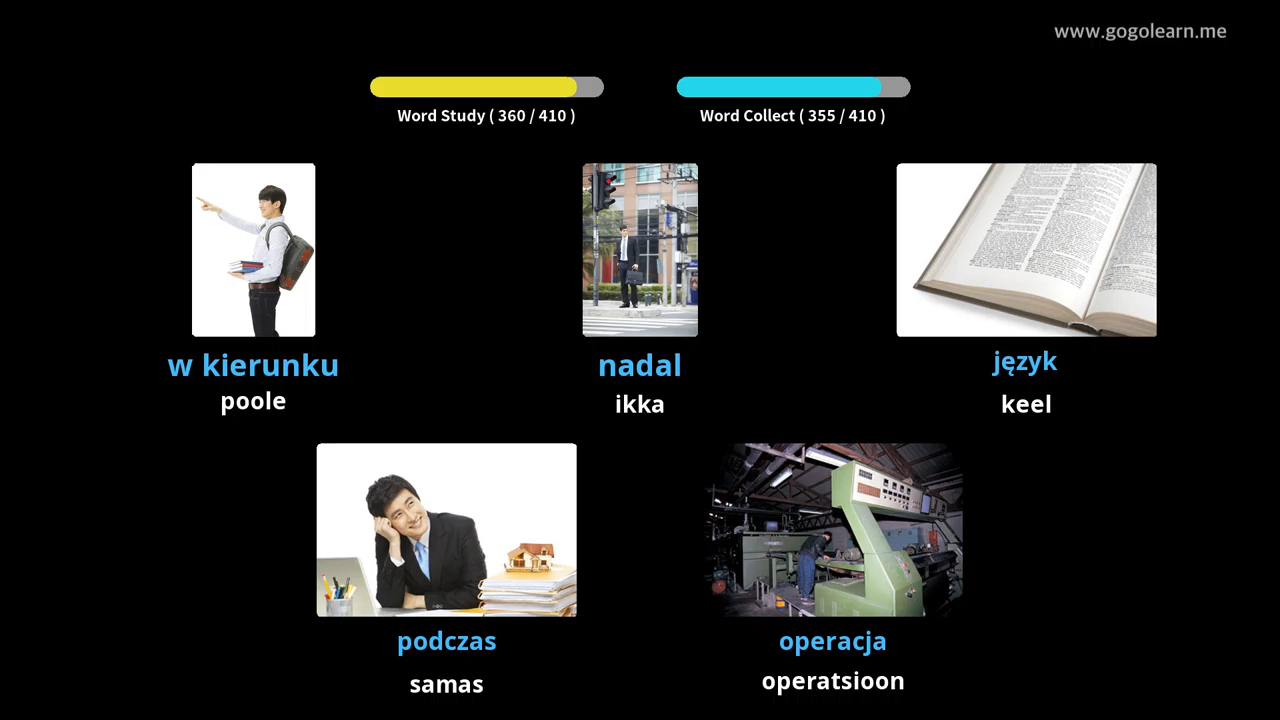 www.gogolearn.me
Word Study ( 360 / 410 )
Word Collect ( 355 / 410 )
w kierunku
poole
nadal
ikka
język
keel
podczas
samas
operacja
operatsioon